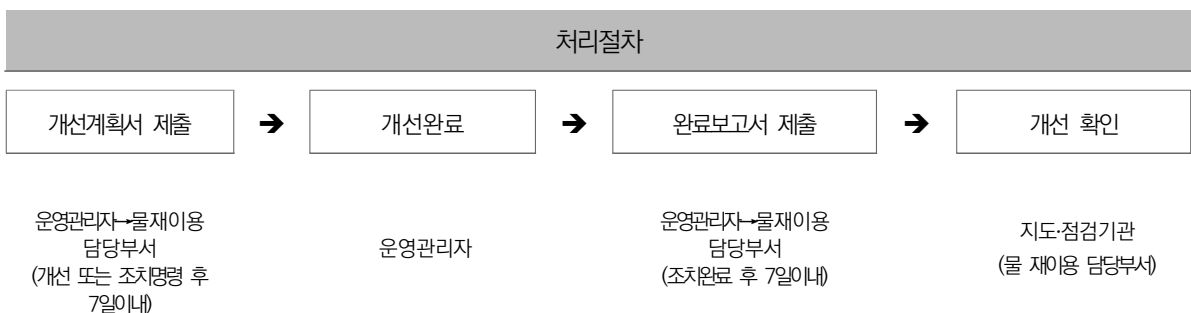 처리절차
개선계획서 제출 ➔ 개선완료 ➔ 완료보고서 제출 ➔ 개선 확인
운영관리자→물재이용
담당부서
(개선 또는 조치명령 후
7일이내)
운영관리자
운영관리자→물재이용
담당부서
(조치완료 후 7일이내)
지도·점검기관
(물 재이용 담당부서)